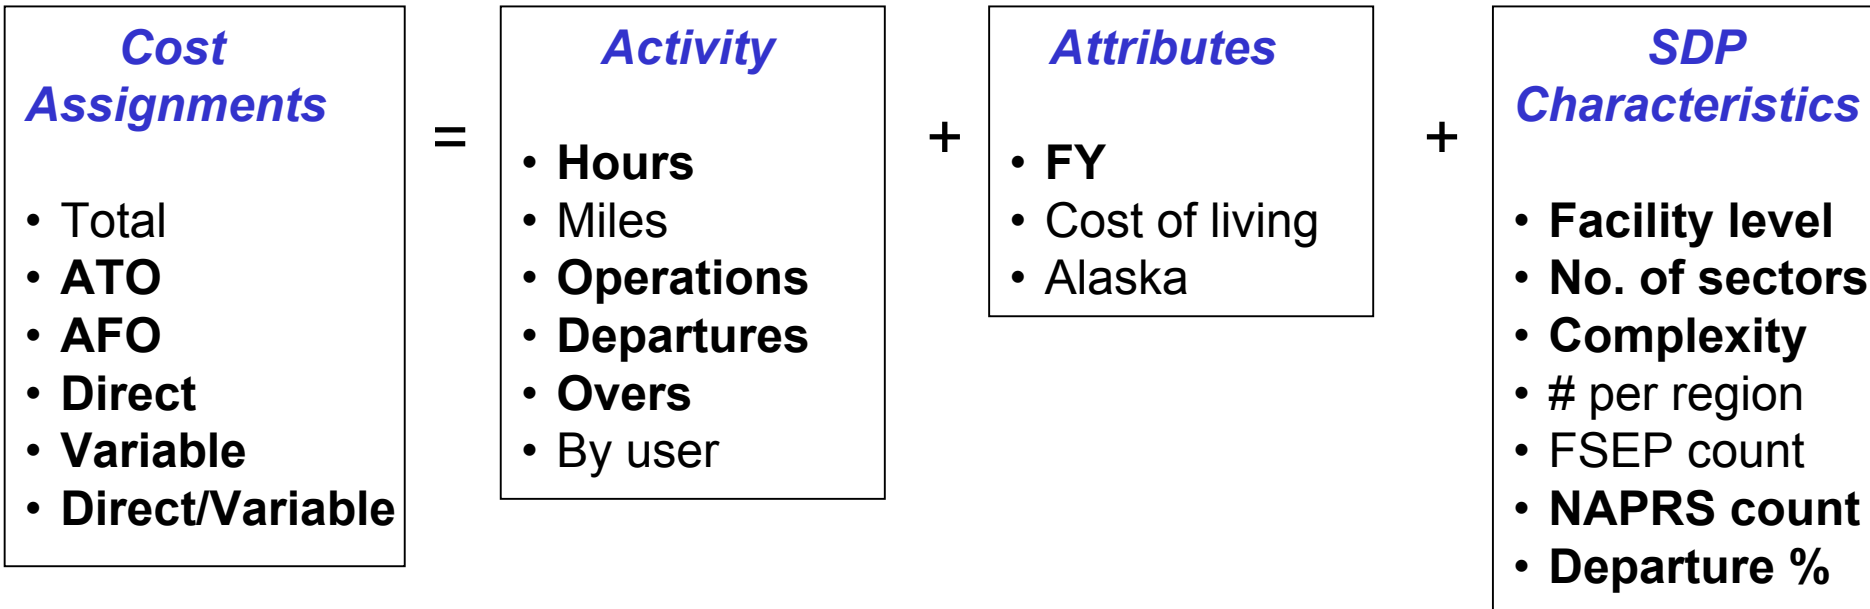 Cost
Assignments
• Total
• ATO
• AFO
• Direct
• Variable
• Direct/Variable
=
Activity
• Hours
• Miles
• Operations
• Departures
• Overs
• By user
+
Attributes
• FY
• Cost of living
• Alaska
+
SDP
Characteristics
• Facility level
• No. of sectors
• Complexity
• # per region
• FSEP count
• NAPRS count
• Departure %